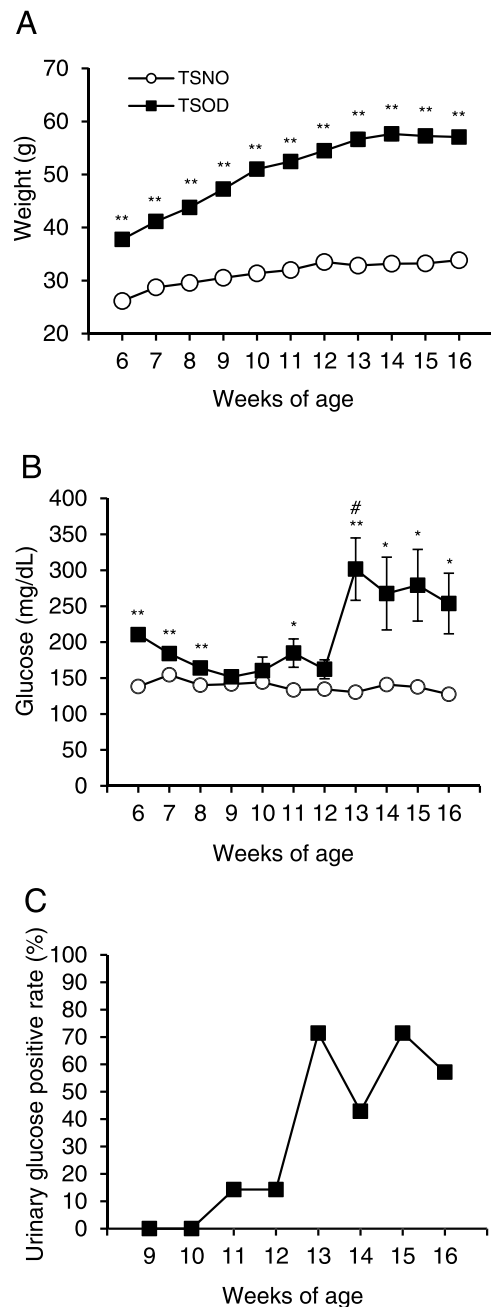 A
70
60
50
40
30
20
Weight (g)
TSNO
TSOD
** ** ** ** ** ** ** ** ** ** **
6 7 8 9 10 11 12 13 14 15 16
Weeks of age
B
400
350
300
250
200
150
100
50
0
Glucose (mg/dL)
#
** ** ** * ** * * *
6 7 8 9 10 11 12 13 14 15 16
Weeks of age
C
100
90
80
70
60
50
40
30
20
10
0
Urinary glucose positive rate (%)
9 10 11 12 13 14 15 16
Weeks of age